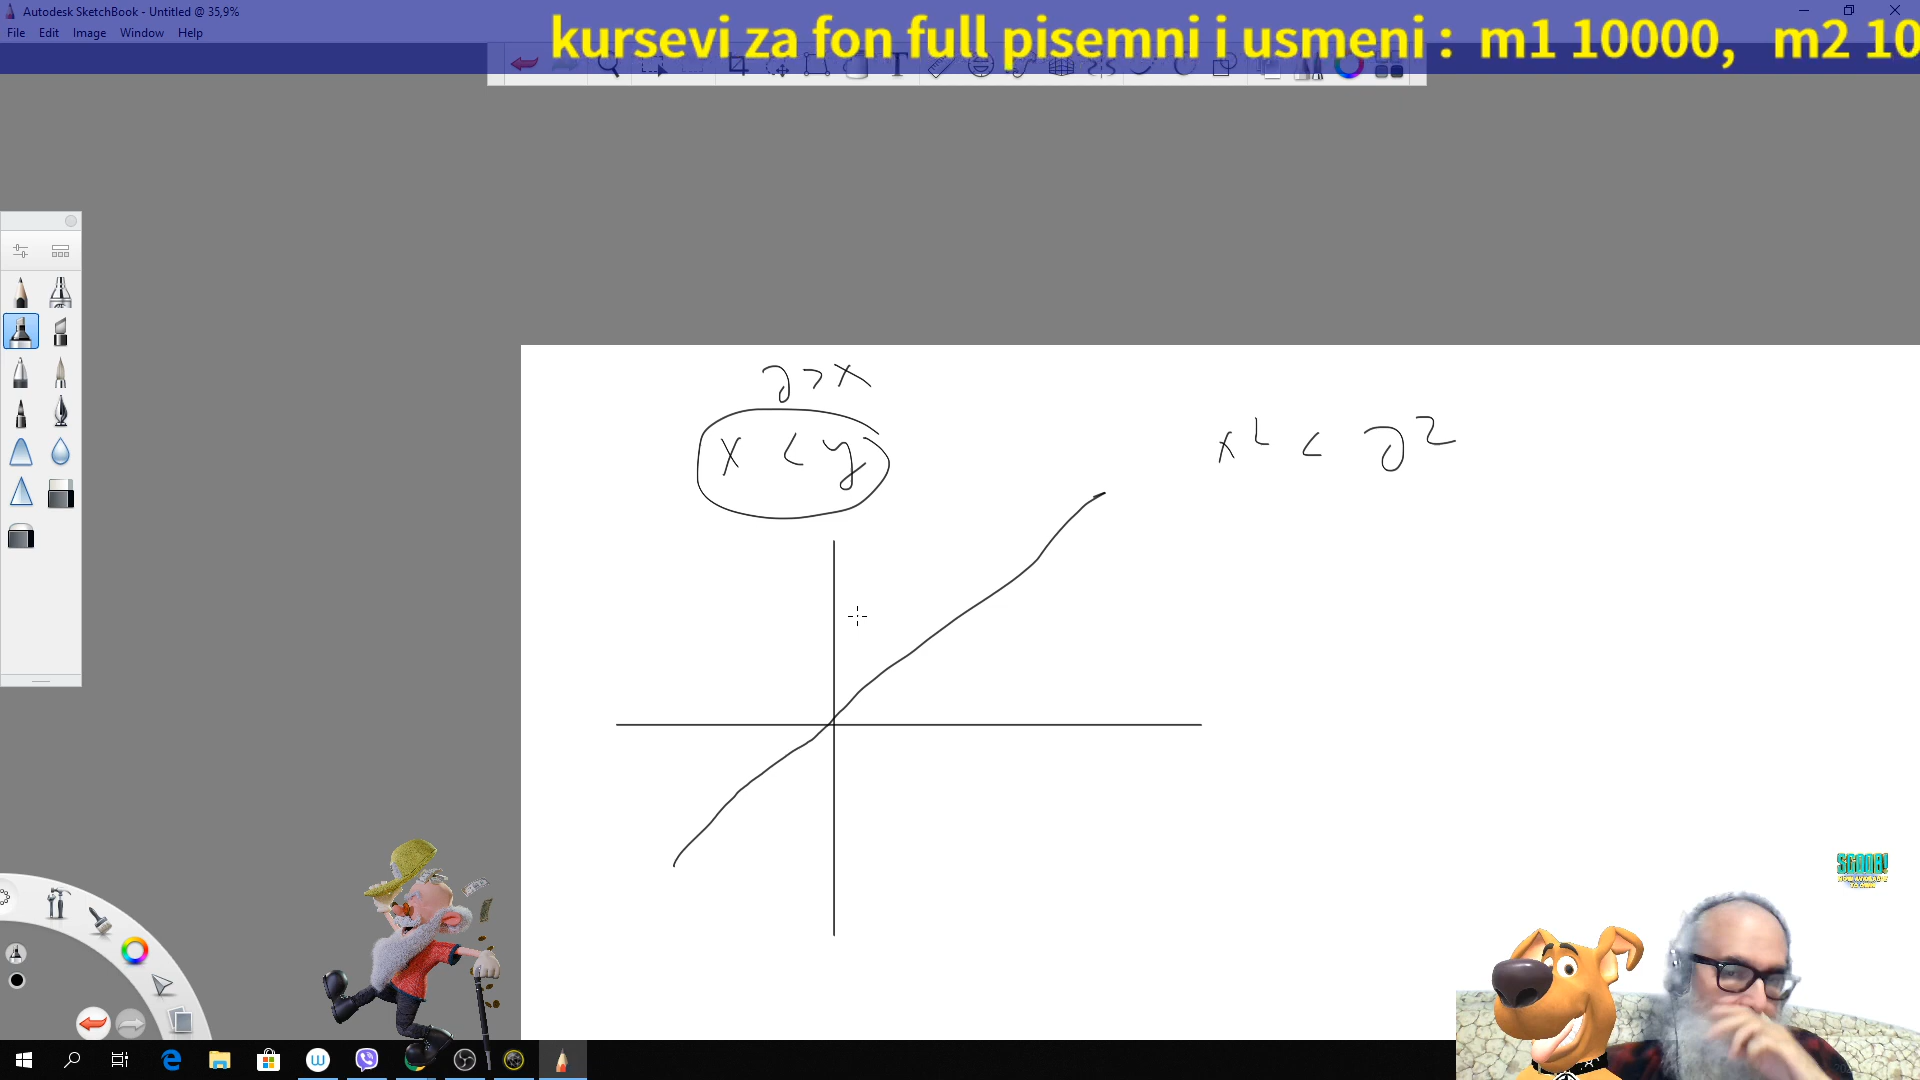 Autodesk SketchBook - Untitled @ 35,9%
File Edit Image Window Help
kursevi za fon full pisemni i usmeni : m1 10000, m2 10
y > x
x < y
x² < y²
SCOOB!